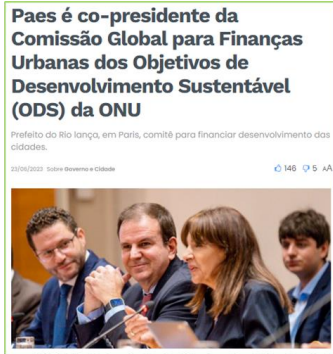 Paes é co-presidente da
Comissão Global para Finanças
Urbanas dos Objetivos de
Desenvolvimento Sustentável
(ODS) da ONU
Prefeito do Rio lança, em Paris, comitê para financiar desenvolvimento das
cidades.
23/06/2023 Sobre Governo e Cidade 146 5 AA